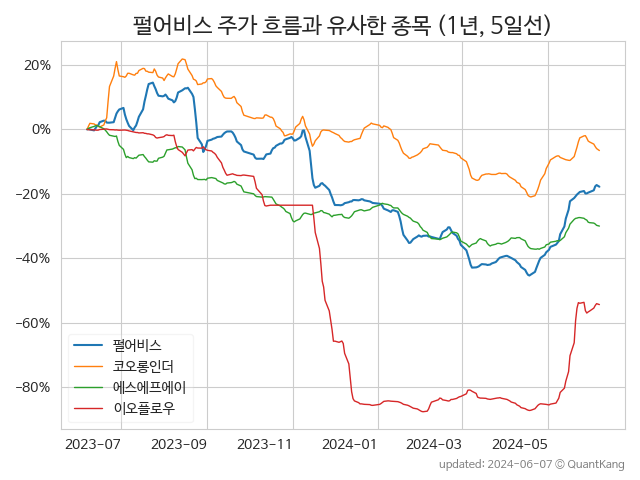 펄어비스 주가 흐름과 유사한 종목 (1년, 5일선)
20%
0%
−20%
−40%
−60%
−80%
펄어비스
코오롱인더
에스에프에이
이오플로우
2023-07
2023-09
2023-11
2024-01
2024-03
2024-05
updated: 2024-06-07 © QuantKang